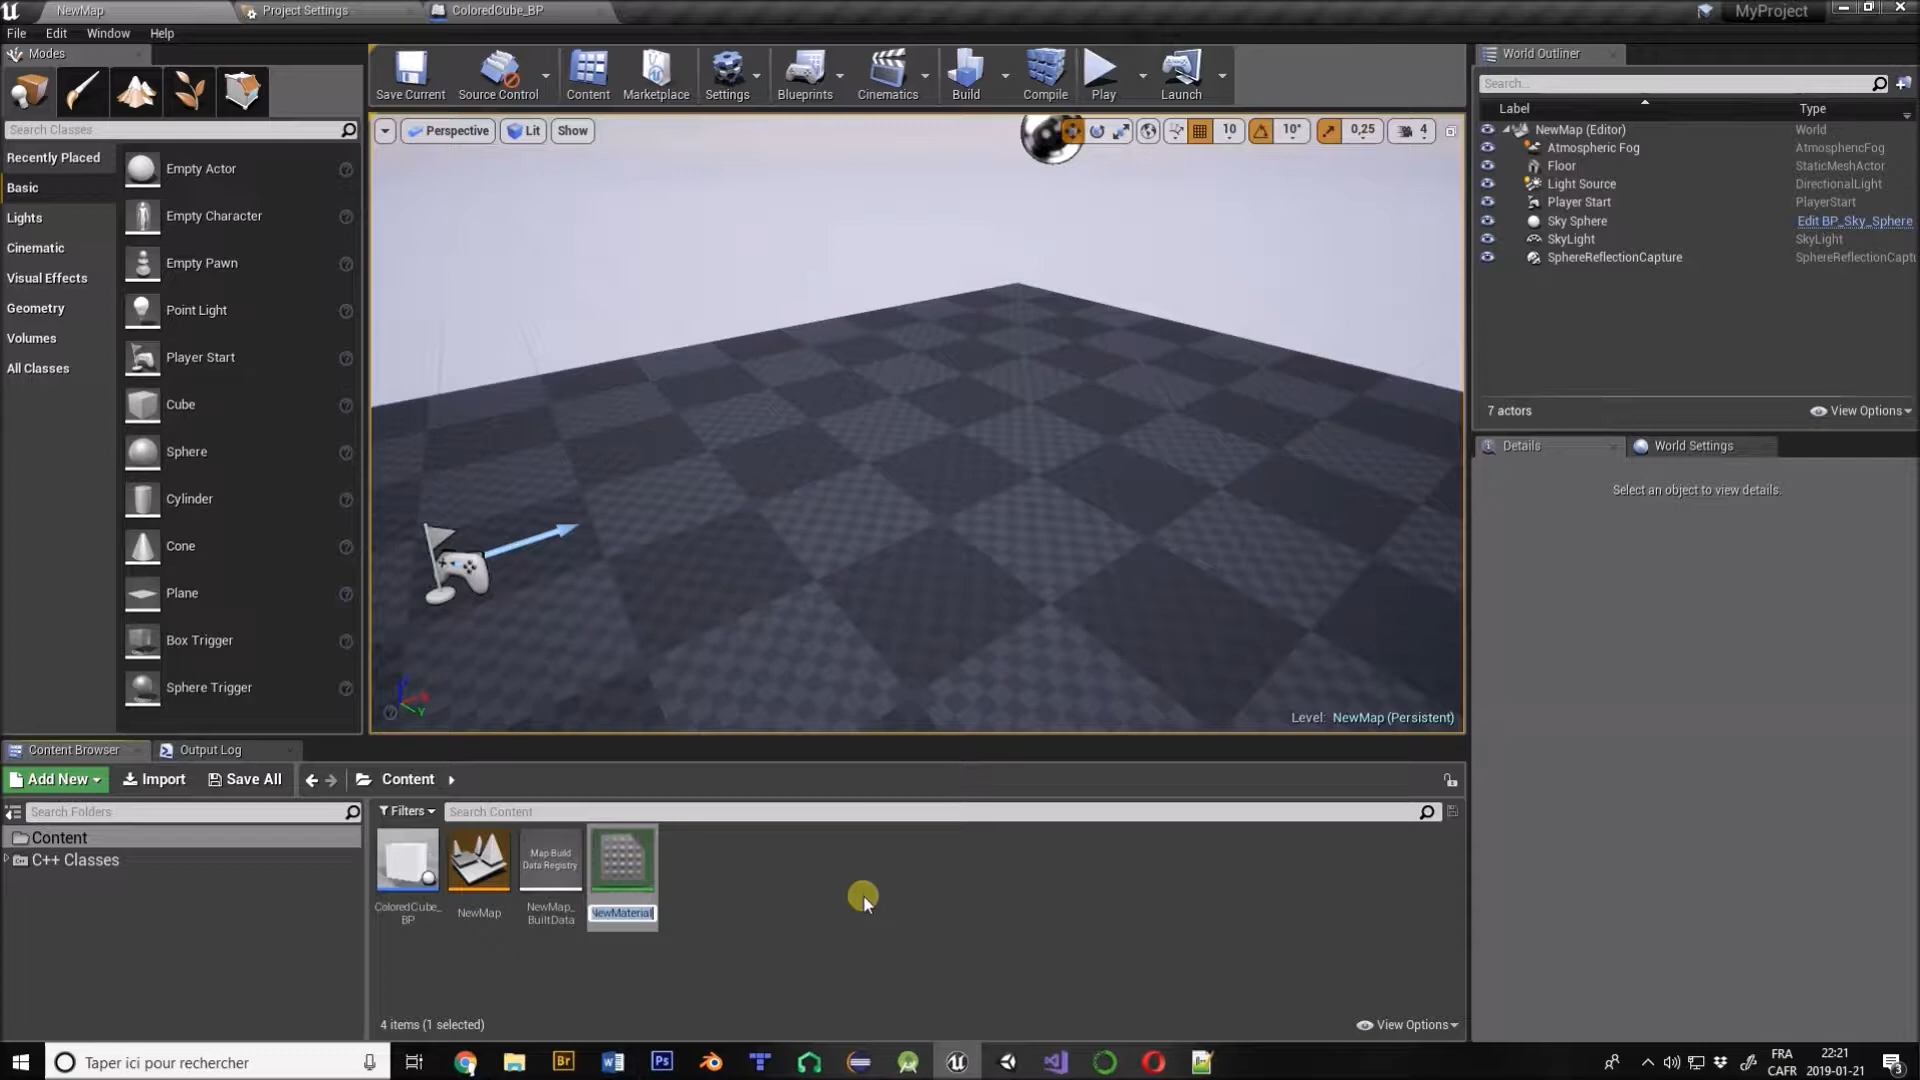 NewMap
Project Settings
ColoredCube_BP
MyProject
File Edit Window Help
Modes
Save Current
Source Control
Content
Marketplace
Settings
Blueprints
Cinematics
Build
Compile
Play
Launch
World Outliner
Search...
Search Classes
Perspective
Lit
Show
10
10°
0,25
4
Label
Type
Recently Placed
Basic
Lights
Cinematic
Visual Effects
Geometry
Volumes
All Classes
Empty Actor
Empty Character
Empty Pawn
Point Light
Player Start
Cube
Sphere
Cylinder
Cone
Plane
Box Trigger
Sphere Trigger
NewMap (Editor) World
Atmospheric Fog AtmosphericFog
Floor StaticMeshActor
Light Source DirectionalLight
Player Start PlayerStart
Sky Sphere Edit BP_Sky_Sphere
SkyLight SkyLight
SphereReflectionCapture SphereReflectionCaptu
7 actors
View Options
Details
World Settings
Select an object to view details.
Level: NewMap (Persistent)
Content Browser
Output Log
Add New
Import
Save All
Content
Search Folders
Filters
Search Content
Content
C++ Classes
ColoredCube_
BP
NewMap
Map Build
Data Registry
NewMap_
BuiltData
NewMaterial
4 items (1 selected)
View Options
Taper ici pour rechercher
Br
Ps
FRA
CAFR
22:21
2019-01-21
3